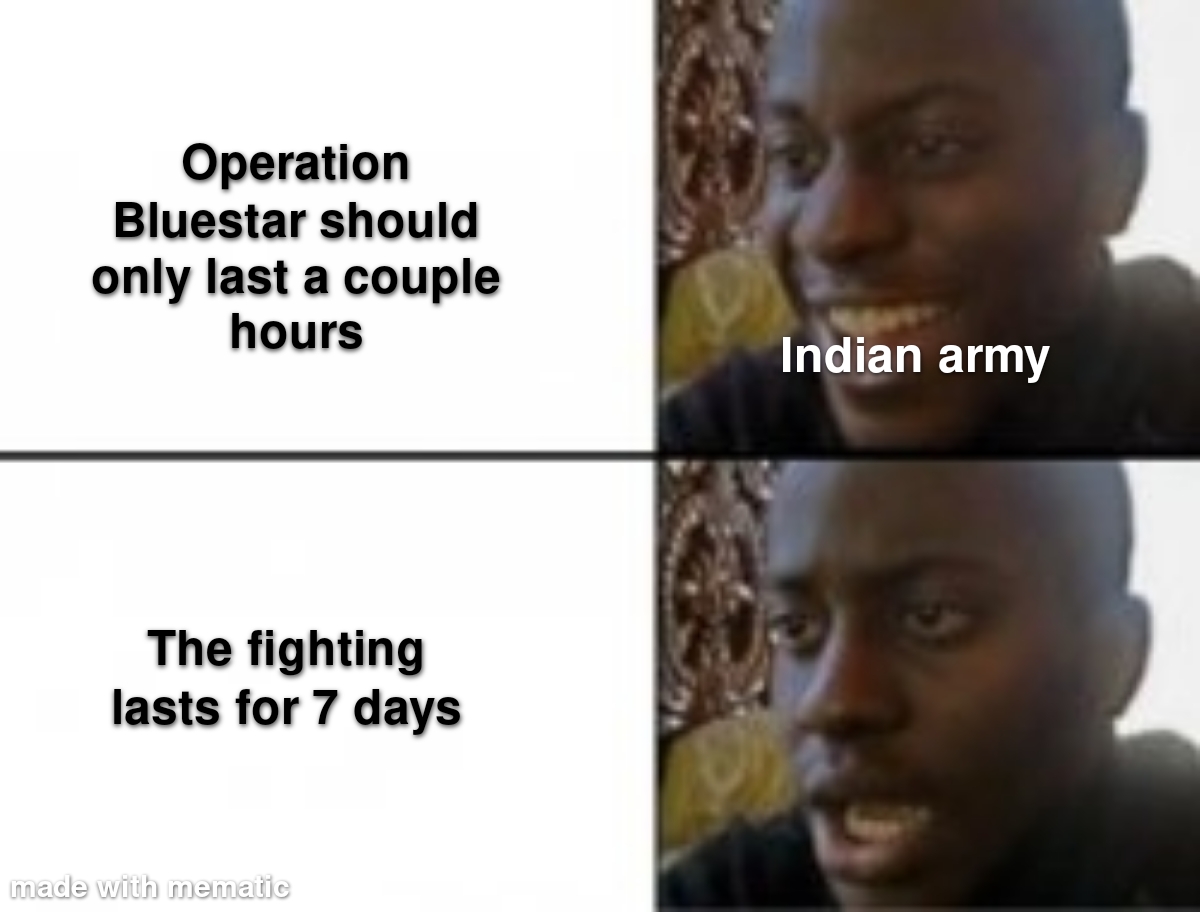 Operation
Bluestar should
only last a couple
hours
Indian army
The fighting
lasts for 7 days
made with mematic